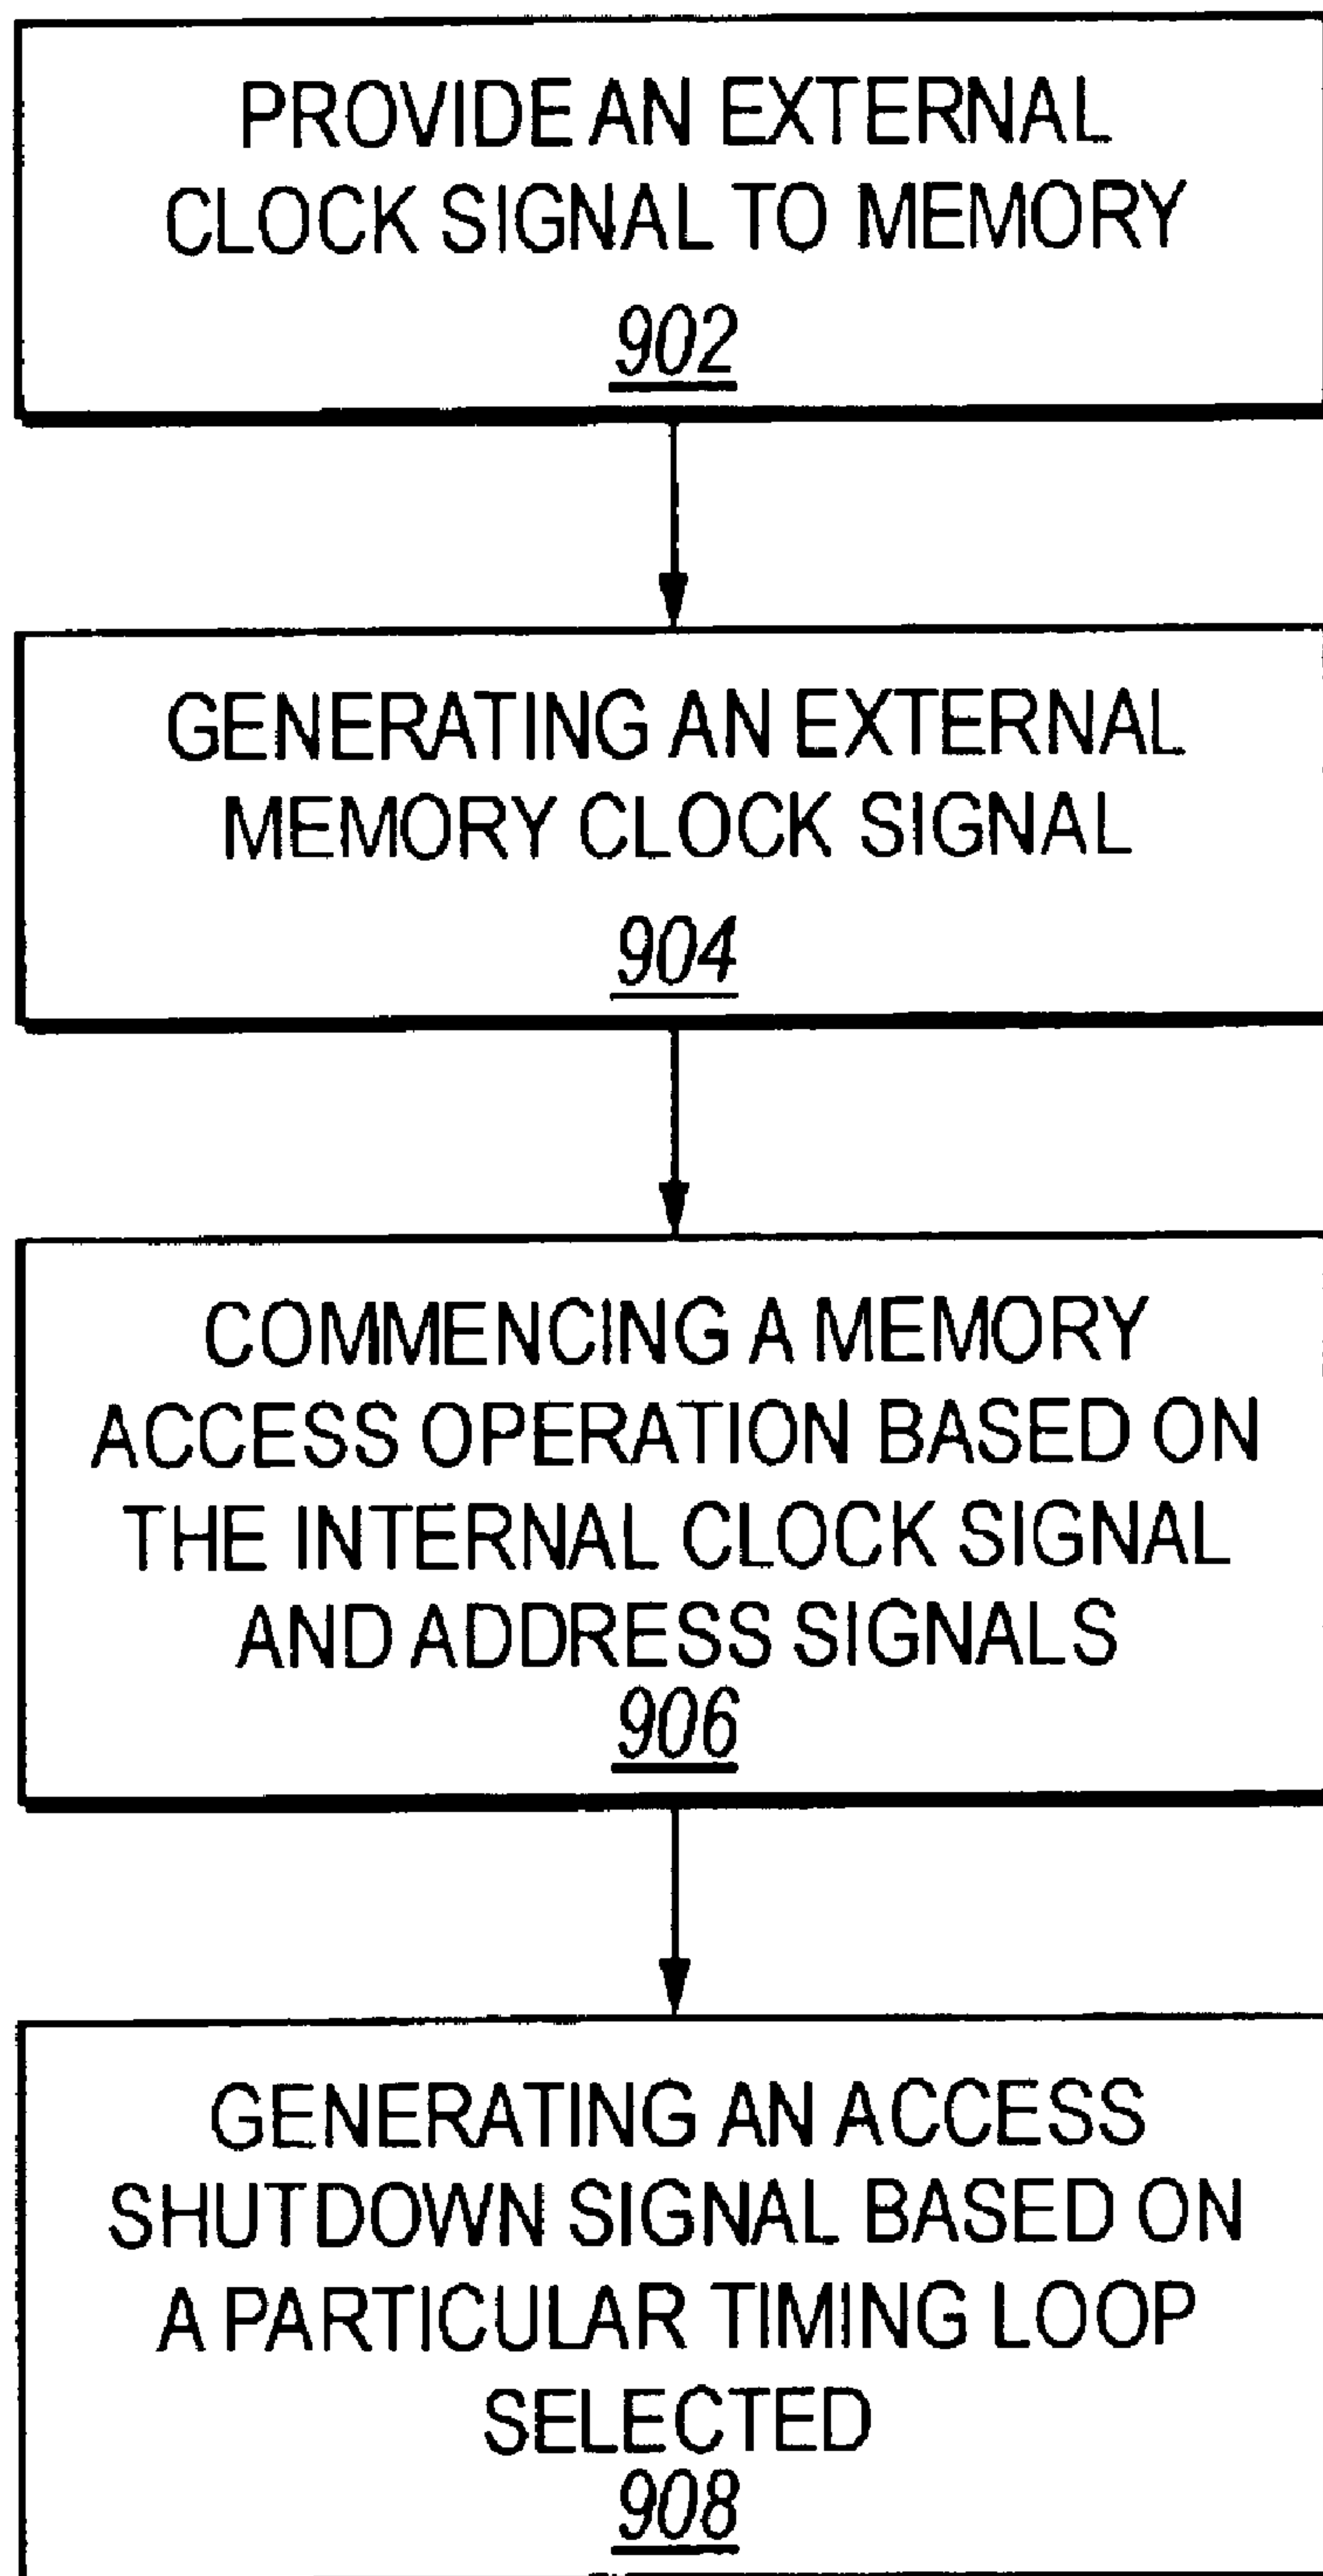 PROVIDE AN EXTERNAL
CLOCK SIGNAL TO MEMORY
902
GENERATING AN EXTERNAL
MEMORY CLOCK SIGNAL
904
COMMENCING A MEMORY
ACCESS OPERATION BASED ON
THE INTERNAL CLOCK SIGNAL
AND ADDRESS SIGNALS
906
GENERATING AN ACCESS
SHUTDOWN SIGNAL BASED ON
A PARTICULAR TIMING LOOP
SELECTED
908